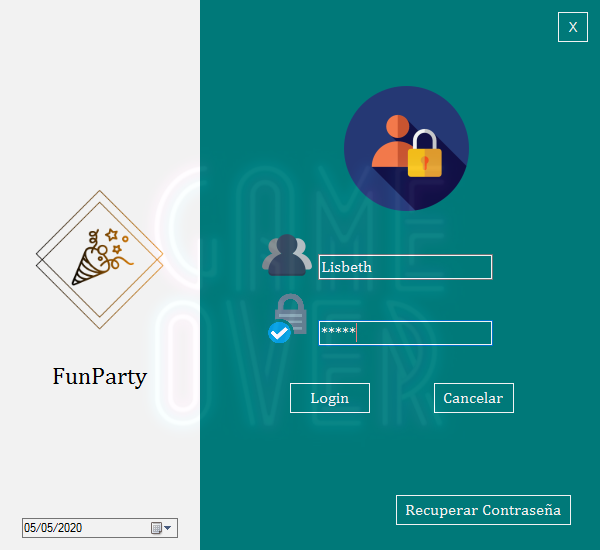 X
GAME
OVER
Lisbeth
*****
FunParty
Login
Cancelar
Recuperar Contraseña
05/05/2020